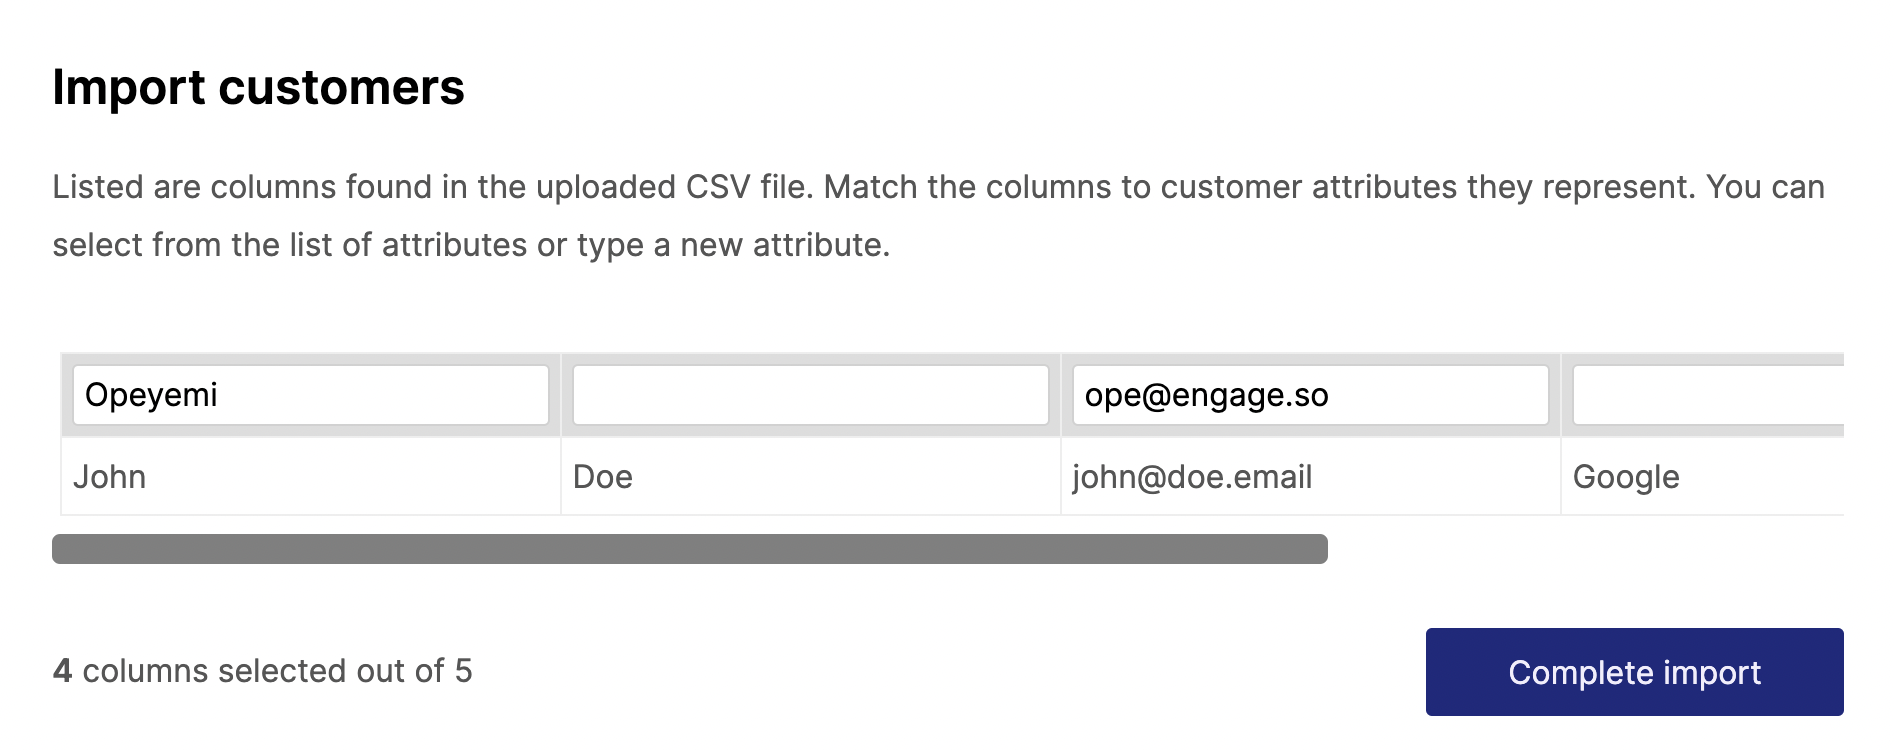 Import customers
Listed are columns found in the uploaded CSV file. Match the columns to customer attributes they represent. You can
select from the list of attributes or type a new attribute.
Opeyemi ope@engage.so
John Doe john@doe.email Google
4 columns selected out of 5
Complete import